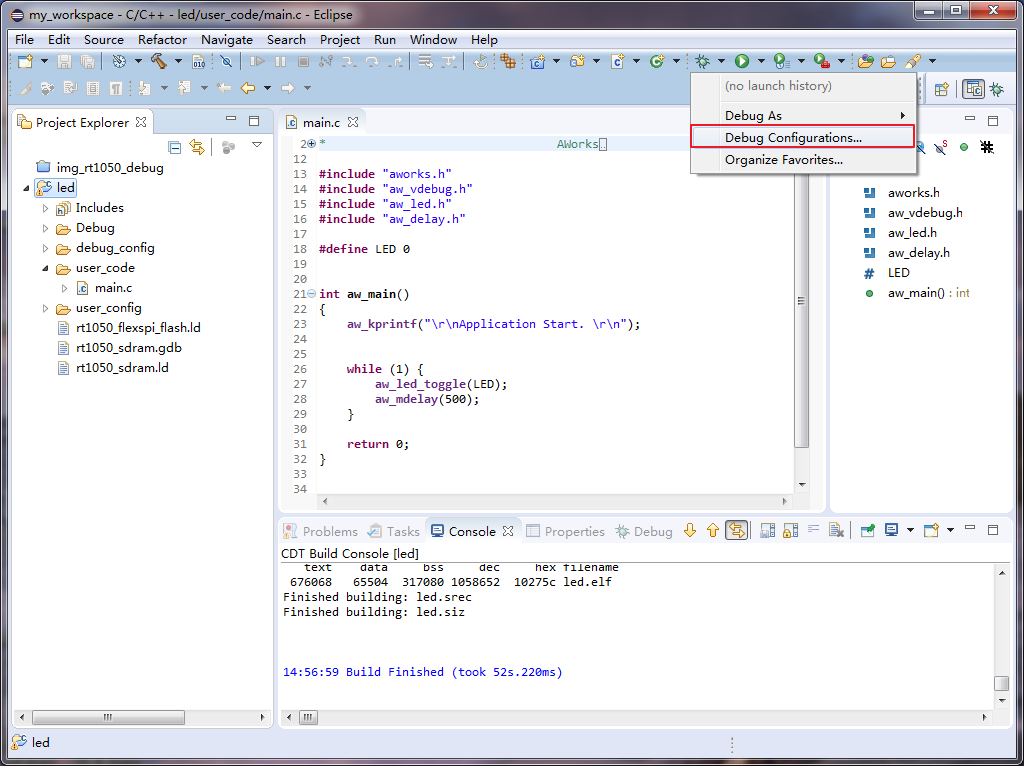 my_workspace - C/C++ - led/user_code/main.c - Eclipse
File Edit Source Refactor Navigate Search Project Run Window Help
(no launch history)
Debug As
Debug Configurations...
Organize Favorites...
Project Explorer
img_rt1050_debug
led
Includes
Debug
debug_config
user_code
main.c
user_config
rt1050_flexspi_flash.ld
rt1050_sdram.gdb
rt1050_sdram.ld
main.c
2 * AWorks
12
13 #include "aworks.h"
14 #include "aw_vdebug.h"
15 #include "aw_led.h"
16 #include "aw_delay.h"
17
18 #define LED 0
19
20
21 int aw_main()
22 {
23 aw_kprintf("\r\nApplication Start. \r\n");
24
25
26 while (1) {
27 aw_led_toggle(LED);
28 aw_mdelay(500);
29 }
30
31 return 0;
32 }
33
34
aworks.h
aw_vdebug.h
aw_led.h
aw_delay.h
LED
aw_main() : int
Problems Tasks Console Properties Debug
CDT Build Console [led]
text data bss dec hex filename
676068 65504 317080 1058652 10275c led.elf
Finished building: led.srec
Finished building: led.siz
14:56:59 Build Finished (took 52s.220ms)
led